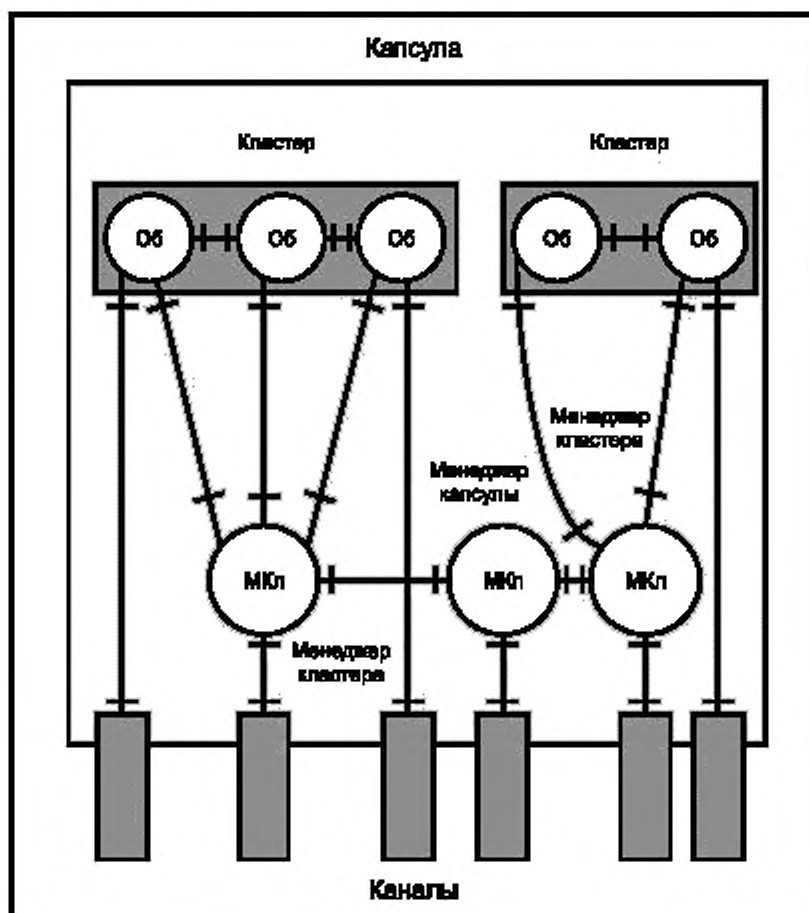 Капсула
Кластер
Кластер
Об
Об
Об
Об
Об
Менеджер
кластера
Менеджер
капсулы
МКл
МКл
МКл
Менеджер
кластера
Каналы